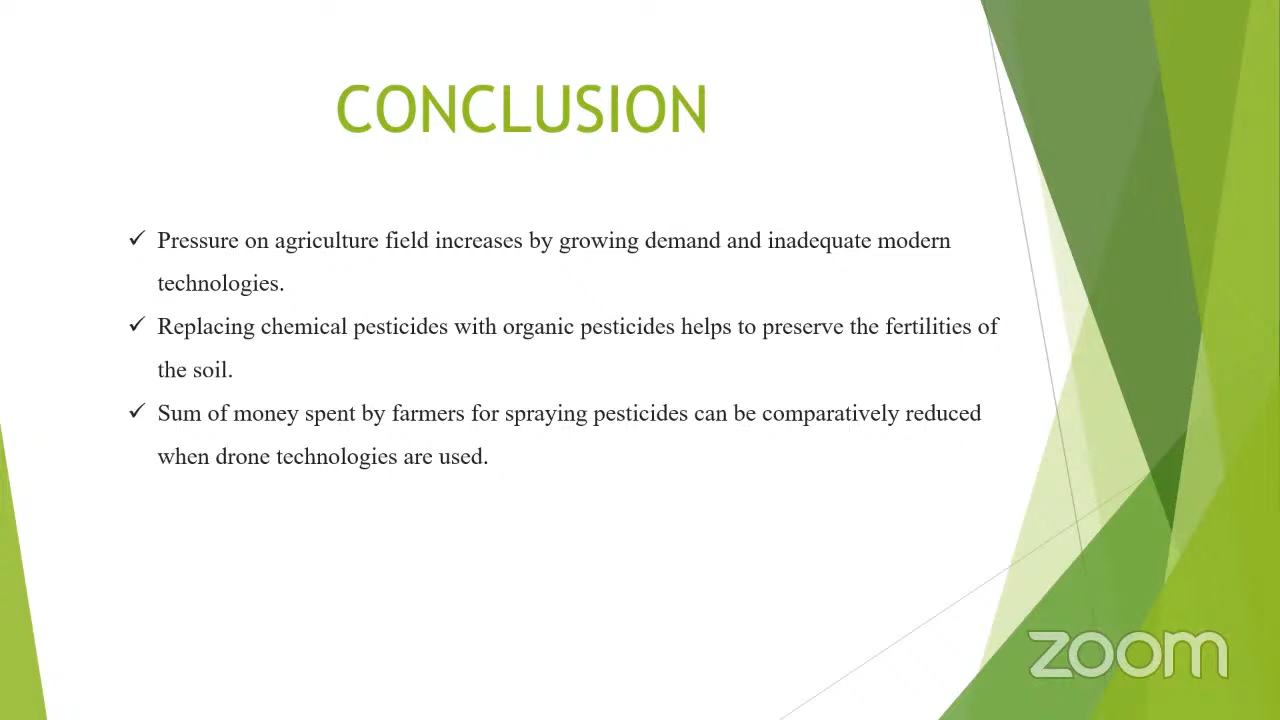 CONCLUSION
✓ Pressure on agriculture field increases by growing demand and inadequate modern
technologies.
✓ Replacing chemical pesticides with organic pesticides helps to preserve the fertilities of
the soil.
✓ Sum of money spent by farmers for spraying pesticides can be comparatively reduced
when drone technologies are used.
zoom